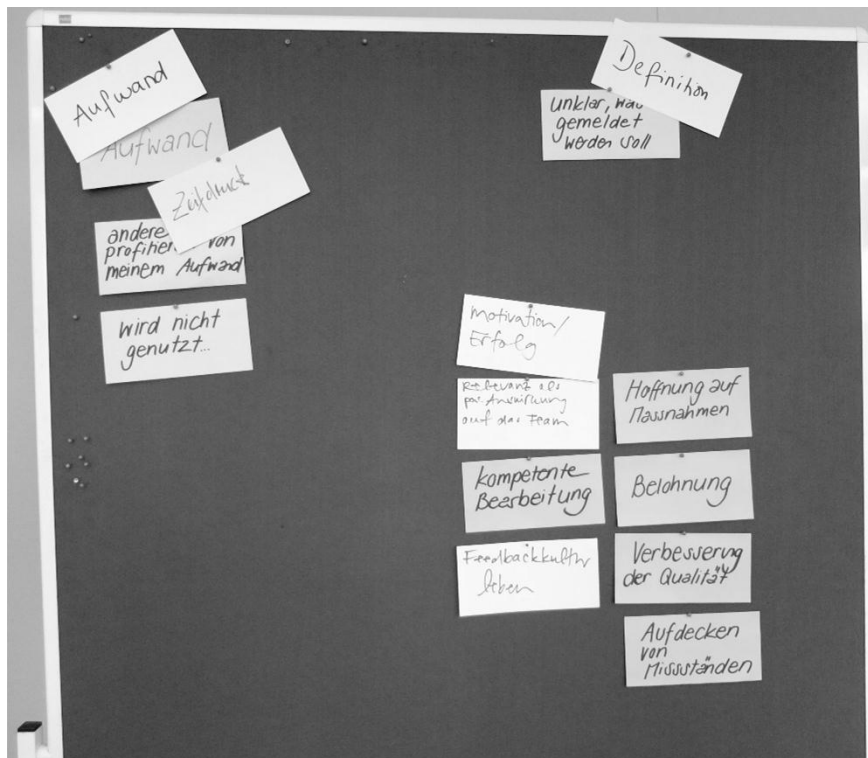 Aufwand
Aufwand
Zeitdruck
andere
profitier von
meinem Aufwand
wird nicht
genutzt...
Definition
unklar, was
gemeldet
werden soll
Motivation/
Erfolg
Relevant als
pos. Auswirkung
auf das Team
kompetente
Bearbeitung
Feedbackkultur
leben
Hoffnung auf
Massnahmen
Belohnung
Verbesserung
der Qualität
Aufdecken
von
Missständen